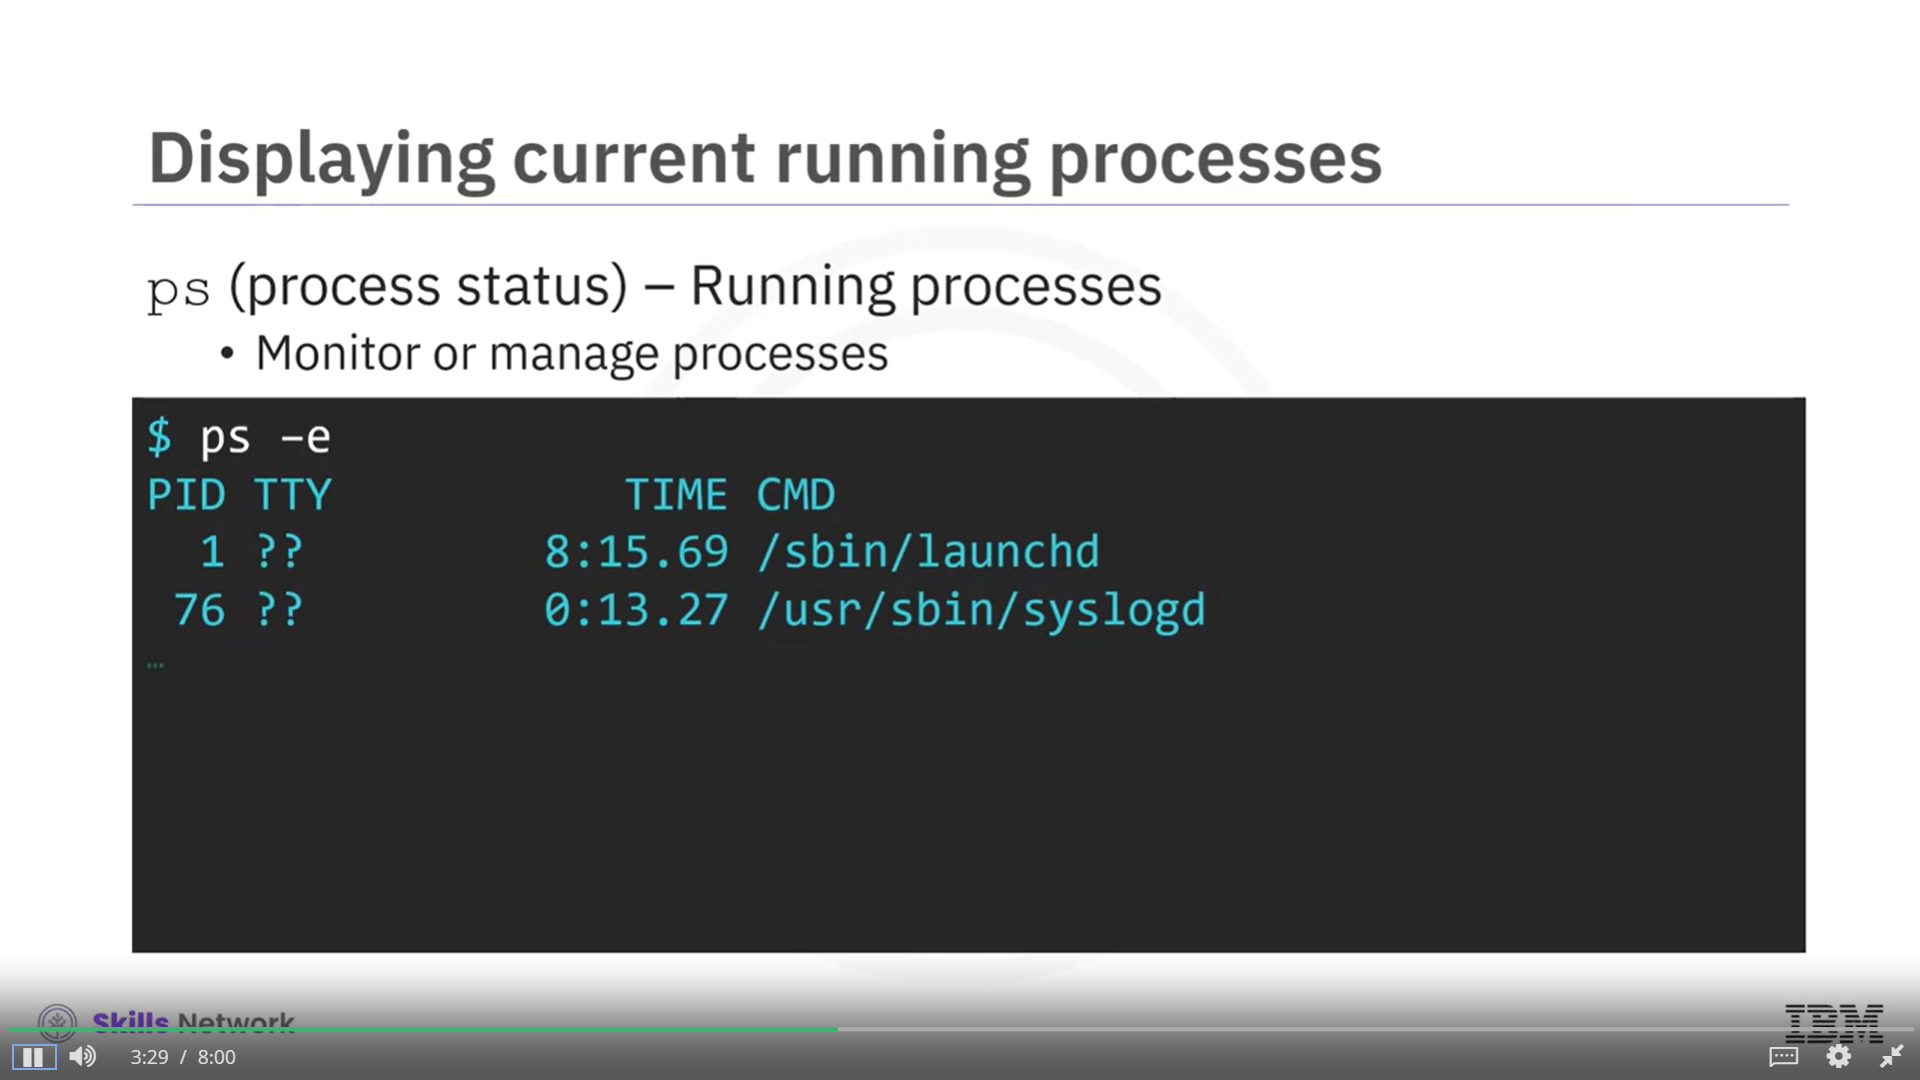 Displaying current running processes
ps (process status) – Running processes
• Monitor or manage processes
$ ps –e
PID TTY TIME CMD
1 ?? 8:15.69 /sbin/launchd
76 ?? 0:13.27 /usr/sbin/syslogd
…
Skills Network
IBM
3:29 / 8:00